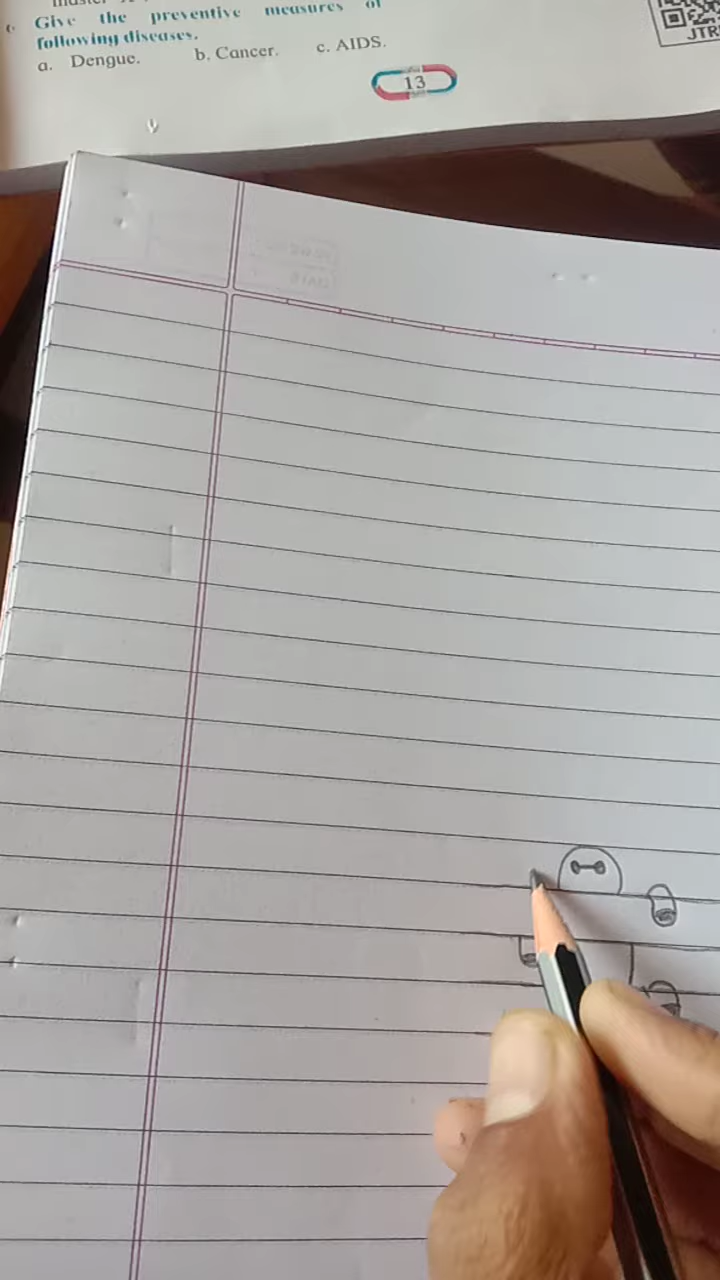 Give the preventive measures of
following diseases.
a. Dengue. b. Cancer. c. AIDS.
JTR
13